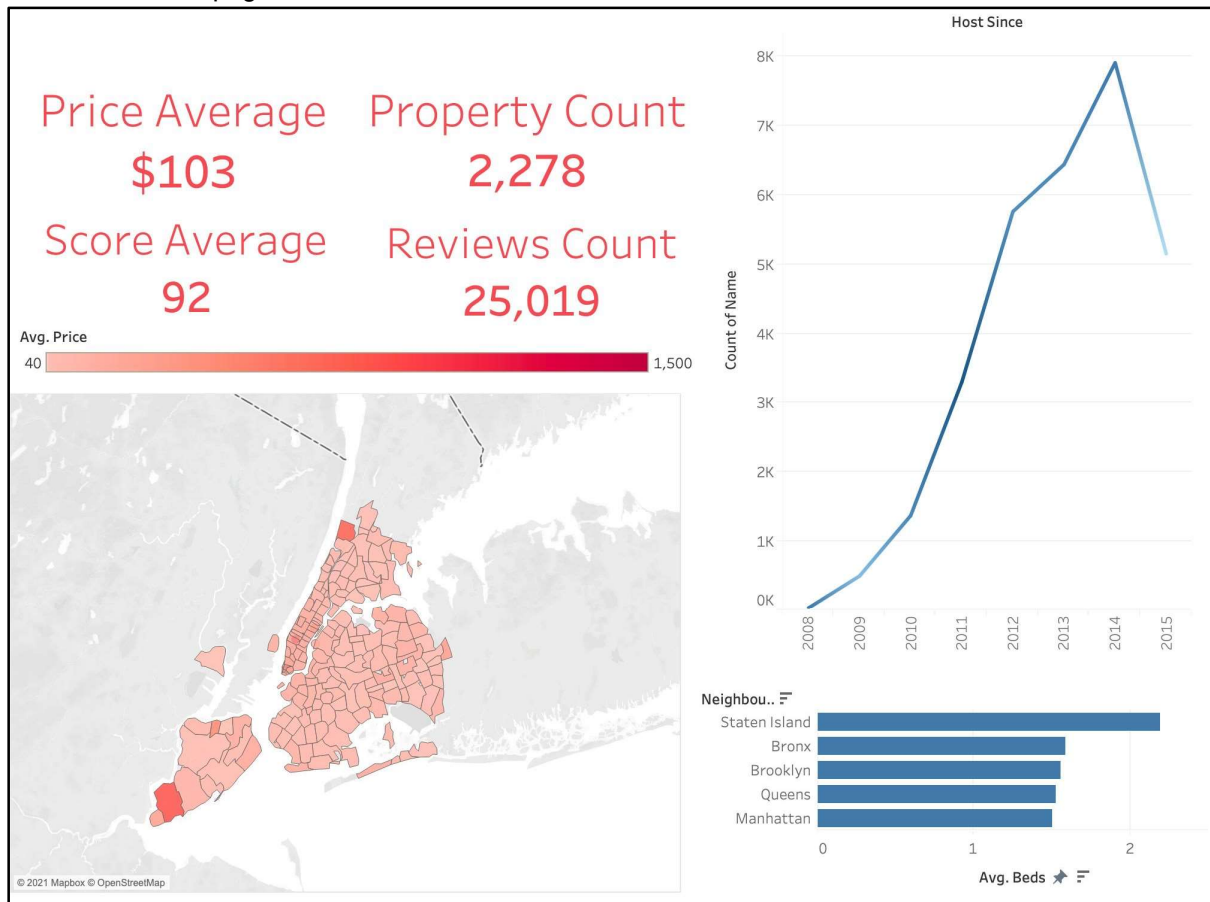 Price Average
$103
Property Count
2,278
Score Average
92
Reviews Count
25,019
Avg. Price
40
1,500
© 2021 Mapbox © OpenStreetMap
Host Since
Count of Name
8K
7K
6K
5K
4K
3K
2K
1K
0K
2008
2009
2010
2011
2012
2013
2014
2015
Neighbou..
Staten Island
Bronx
Brooklyn
Queens
Manhattan
0
1
2
Avg. Beds